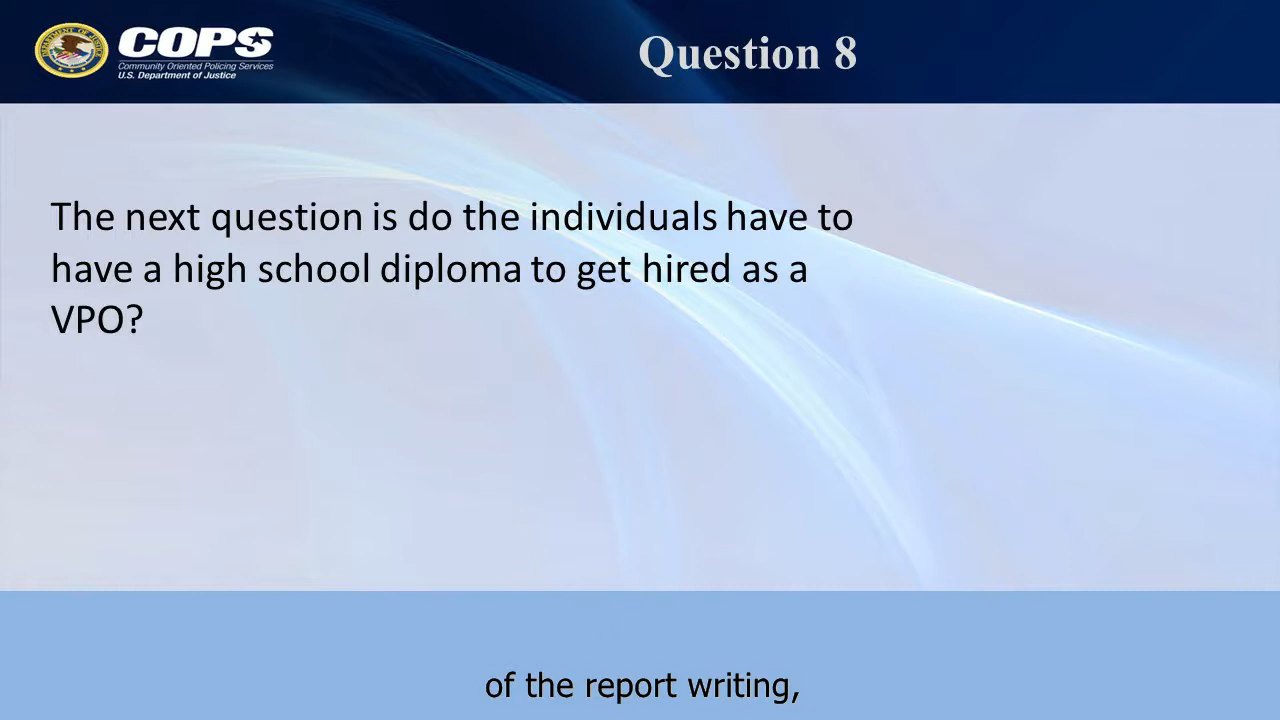 COPS
Community Oriented Policing Services
U.S. Department of Justice
Question 8
The next question is do the individuals have to
have a high school diploma to get hired as a
VPO?
of the report writing,